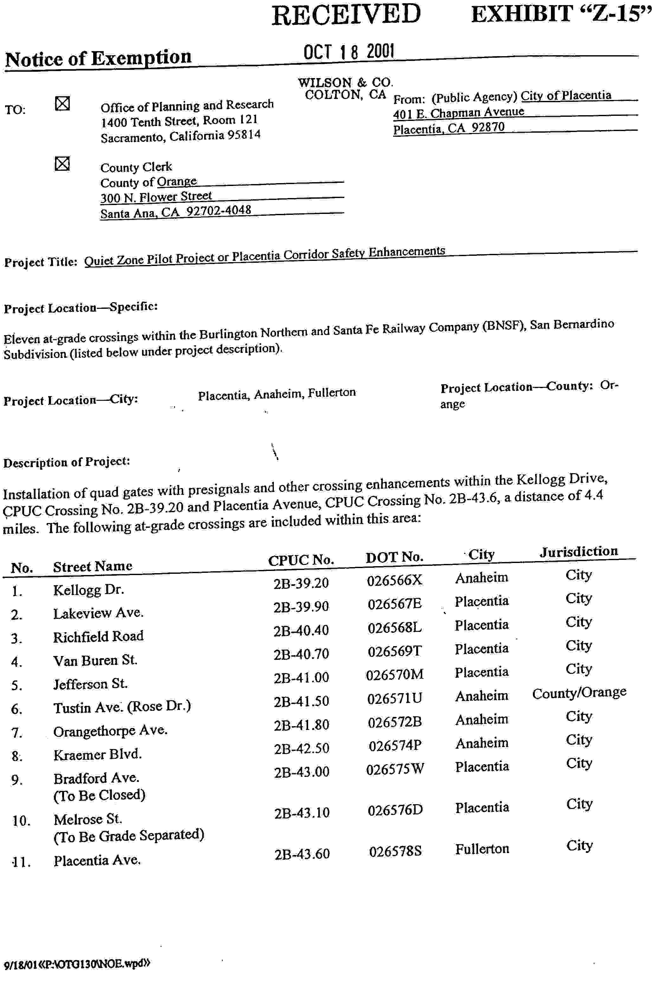 RECEIVED EXHIBIT “Z-15”
Notice of Exemption OCT 18 2001
WILSON & CO.
COLTON, CA
TO: ☒ Office of Planning and Research
1400 Tenth Street, Room 121
Sacramento, California 95814
From: (Public Agency) City of Placentia
401 E. Chapman Avenue
Placentia, CA 92870
☒ County Clerk
County of Orange
300 N. Flower Street
Santa Ana, CA 92702-4048
Project Title: Quiet Zone Pilot Project or Placentia Corridor Safety Enhancements
Project Location—Specific:
Eleven at-grade crossings within the Burlington Northern and Santa Fe Railway Company (BNSF), San Bernardino
Subdivision (listed below under project description).
Project Location—City: Placentia, Anaheim, Fullerton
Project Location—County: Or-
ange
Description of Project:
Installation of quad gates with presignals and other crossing enhancements within the Kellogg Drive,
CPUC Crossing No. 2B-39.20 and Placentia Avenue, CPUC Crossing No. 2B-43.6, a distance of 4.4
miles. The following at-grade crossings are included within this area:
No. Street Name CPUC No. DOT No. City Jurisdiction
1. Kellogg Dr. 2B-39.20 026566X Anaheim City
2. Lakeview Ave. 2B-39.90 026567E Placentia City
3. Richfield Road 2B-40.40 026568L Placentia City
4. Van Buren St. 2B-40.70 026569T Placentia City
5. Jefferson St. 2B-41.00 026570M Placentia City
6. Tustin Ave. (Rose Dr.) 2B-41.50 026571U Anaheim County/Orange
7. Orangethorpe Ave. 2B-41.80 026572B Anaheim City
8. Kraemer Blvd. 2B-42.50 026574P Anaheim City
9. Bradford Ave. 2B-43.00 026575W Placentia City
(To Be Closed)
10. Melrose St. 2B-43.10 026576D Placentia City
(To Be Grade Separated)
11. Placentia Ave. 2B-43.60 026578S Fullerton City
9/18/01«P:\OTG130\NOE.wpd»